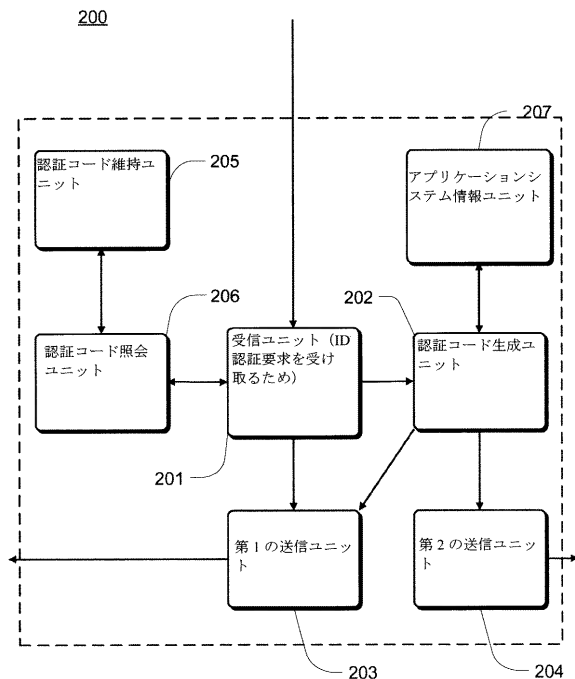 200
207
認証コード維持ユ
ニット
205
アプリケーションシ
ステム情報ユニット
206
202
認証コード照会
ユニット
受信ユニット（ID
認証要求を受け
取るため）
認証コード生成ユ
ニット
201
第1の送信ユニッ
ト
第2の送信ユニッ
ト
203
204